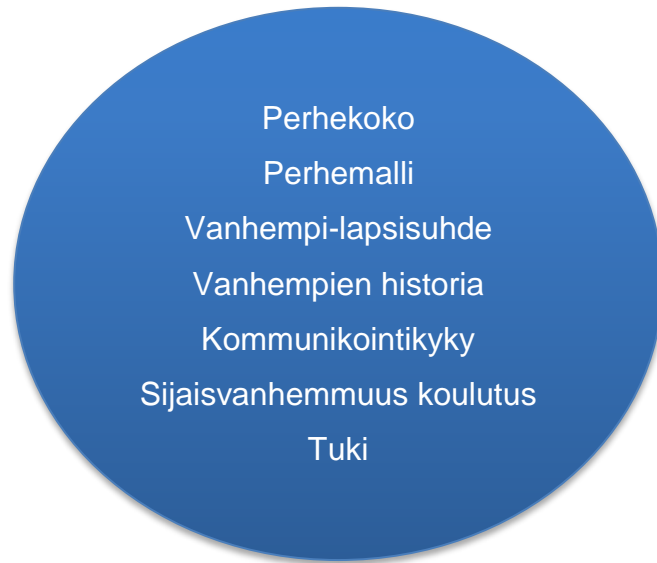 Perhekoko
Perhemalli
Vanhempi-lapsisuhde
Vanhempien historia
Kommunikointikyky
Sijaisvanhemmuus koulutus
Tuki